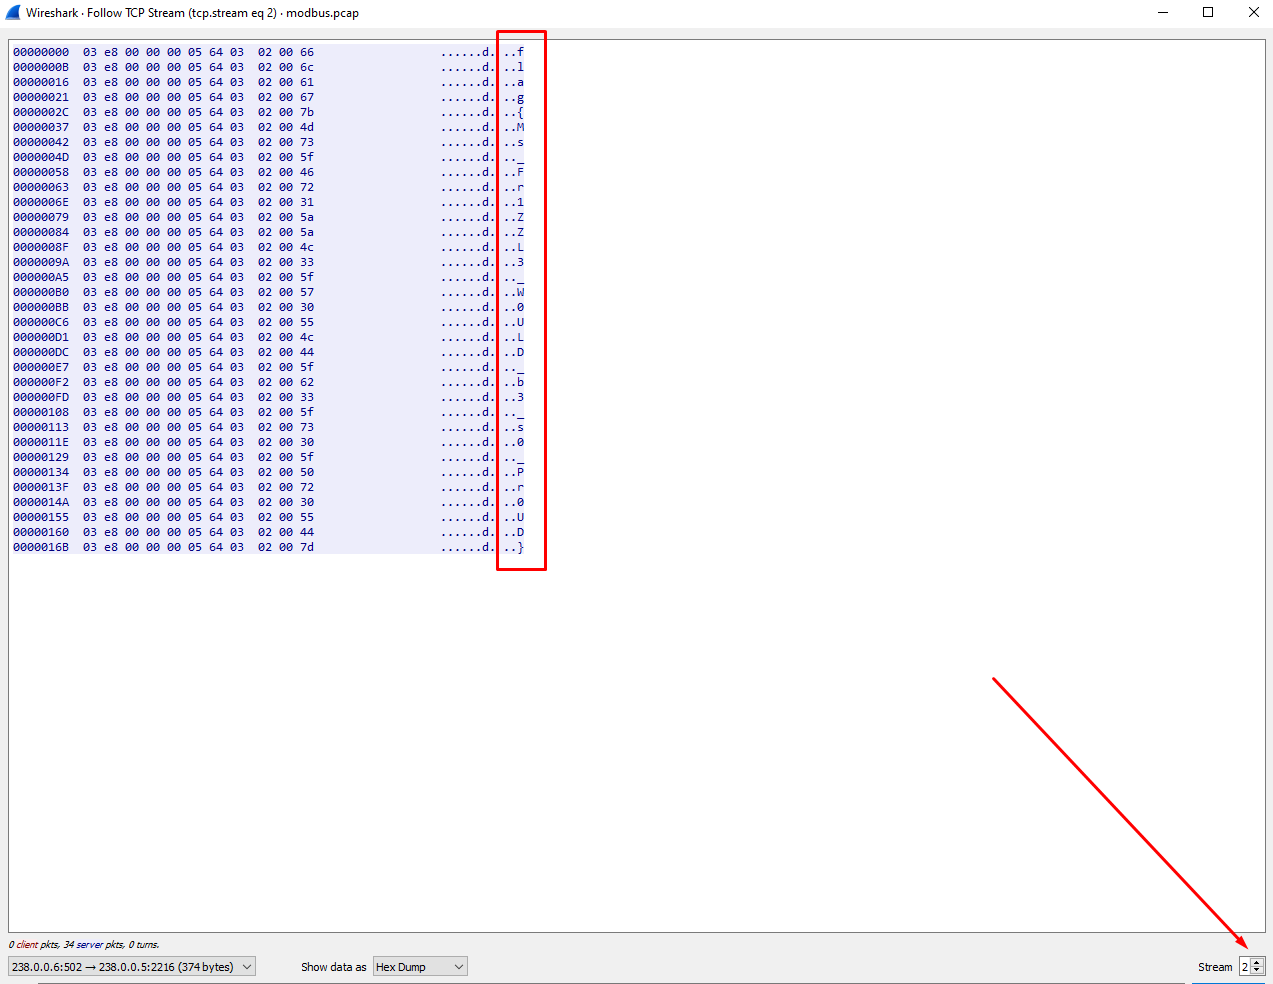 Wireshark · Follow TCP Stream (tcp.stream eq 2) · modbus.pcap
00000000 03 e8 00 00 00 05 64 03 02 00 66 ......d. ..f
0000000B 03 e8 00 00 00 05 64 03 02 00 6c ......d. ..l
00000016 03 e8 00 00 00 05 64 03 02 00 61 ......d. ..a
00000021 03 e8 00 00 00 05 64 03 02 00 67 ......d. ..g
0000002C 03 e8 00 00 00 05 64 03 02 00 7b ......d. ..{
00000037 03 e8 00 00 00 05 64 03 02 00 4d ......d. ..M
00000042 03 e8 00 00 00 05 64 03 02 00 73 ......d. ..s
0000004D 03 e8 00 00 00 05 64 03 02 00 5f ......d. .._
00000058 03 e8 00 00 00 05 64 03 02 00 46 ......d. ..F
00000063 03 e8 00 00 00 05 64 03 02 00 72 ......d. ..r
0000006E 03 e8 00 00 00 05 64 03 02 00 31 ......d. ..1
00000079 03 e8 00 00 00 05 64 03 02 00 5a ......d. ..Z
00000084 03 e8 00 00 00 05 64 03 02 00 5a ......d. ..Z
0000008F 03 e8 00 00 00 05 64 03 02 00 4c ......d. ..L
0000009A 03 e8 00 00 00 05 64 03 02 00 33 ......d. ..3
000000A5 03 e8 00 00 00 05 64 03 02 00 5f ......d. .._
000000B0 03 e8 00 00 00 05 64 03 02 00 57 ......d. ..W
000000BB 03 e8 00 00 00 05 64 03 02 00 30 ......d. ..0
000000C6 03 e8 00 00 00 05 64 03 02 00 55 ......d. ..U
000000D1 03 e8 00 00 00 05 64 03 02 00 4c ......d. ..L
000000DC 03 e8 00 00 00 05 64 03 02 00 44 ......d. ..D
000000E7 03 e8 00 00 00 05 64 03 02 00 5f ......d. .._
000000F2 03 e8 00 00 00 05 64 03 02 00 62 ......d. ..b
000000FD 03 e8 00 00 00 05 64 03 02 00 33 ......d. ..3
00000108 03 e8 00 00 00 05 64 03 02 00 5f ......d. .._
00000113 03 e8 00 00 00 05 64 03 02 00 73 ......d. ..s
0000011E 03 e8 00 00 00 05 64 03 02 00 30 ......d. ..0
00000129 03 e8 00 00 00 05 64 03 02 00 5f ......d. .._
00000134 03 e8 00 00 00 05 64 03 02 00 50 ......d. ..P
0000013F 03 e8 00 00 00 05 64 03 02 00 72 ......d. ..r
0000014A 03 e8 00 00 00 05 64 03 02 00 30 ......d. ..0
00000155 03 e8 00 00 00 05 64 03 02 00 55 ......d. ..U
00000160 03 e8 00 00 00 05 64 03 02 00 44 ......d. ..D
0000016B 03 e8 00 00 00 05 64 03 02 00 7d ......d. ..}
0 client pkts, 34 server pkts, 0 turns.
238.0.0.6:502 → 238.0.0.5:2216 (374 bytes) Show data as Hex Dump Stream 2